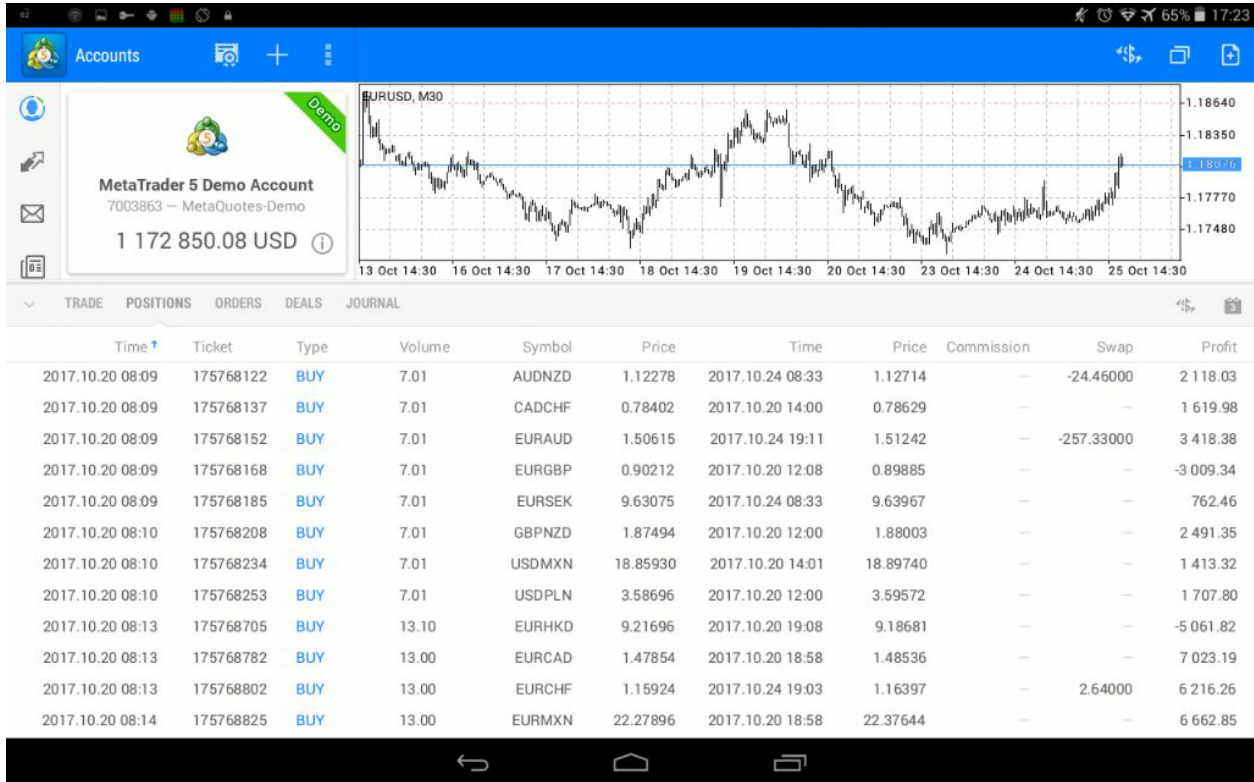 65% 17:23
Accounts
EURUSD, M30
Demo
MetaTrader 5 Demo Account
7003863 — MetaQuotes-Demo
1 172 850.08 USD
1.18640
1.18350
1.18076
1.17770
1.17480
13 Oct 14:30 16 Oct 14:30 17 Oct 14:30 18 Oct 14:30 19 Oct 14:30 20 Oct 14:30 23 Oct 14:30 24 Oct 14:30 25 Oct 14:30
TRADE POSITIONS ORDERS DEALS JOURNAL
Time ↑ Ticket Type Volume Symbol Price Time Price Commission Swap Profit
2017.10.20 08:09 175768122 BUY 7.01 AUDNZD 1.12278 2017.10.24 08:33 1.12714 — -24.46000 2 118.03
2017.10.20 08:09 175768137 BUY 7.01 CADCHF 0.78402 2017.10.20 14:00 0.78629 — — 1 619.98
2017.10.20 08:09 175768152 BUY 7.01 EURAUD 1.50615 2017.10.24 19:11 1.51242 — -257.33000 3 418.38
2017.10.20 08:09 175768168 BUY 7.01 EURGBP 0.90212 2017.10.20 12:08 0.89885 — — -3 009.34
2017.10.20 08:09 175768185 BUY 7.01 EURSEK 9.63075 2017.10.24 08:33 9.63967 — — 762.46
2017.10.20 08:10 175768208 BUY 7.01 GBPNZD 1.87494 2017.10.20 12:00 1.88003 — — 2 491.35
2017.10.20 08:10 175768234 BUY 7.01 USDMXN 18.85930 2017.10.20 14:01 18.89740 — — 1 413.32
2017.10.20 08:10 175768253 BUY 7.01 USDPLN 3.58696 2017.10.20 12:00 3.59572 — — 1 707.80
2017.10.20 08:13 175768705 BUY 13.10 EURHKD 9.21696 2017.10.20 19:08 9.18681 — — -5 061.82
2017.10.20 08:13 175768782 BUY 13.00 EURCAD 1.47854 2017.10.20 18:58 1.48536 — — 7 023.19
2017.10.20 08:13 175768802 BUY 13.00 EURCHF 1.15924 2017.10.24 19:03 1.16397 — 2.64000 6 216.26
2017.10.20 08:14 175768825 BUY 13.00 EURMXN 22.27896 2017.10.20 18:58 22.37644 — — 6 662.85